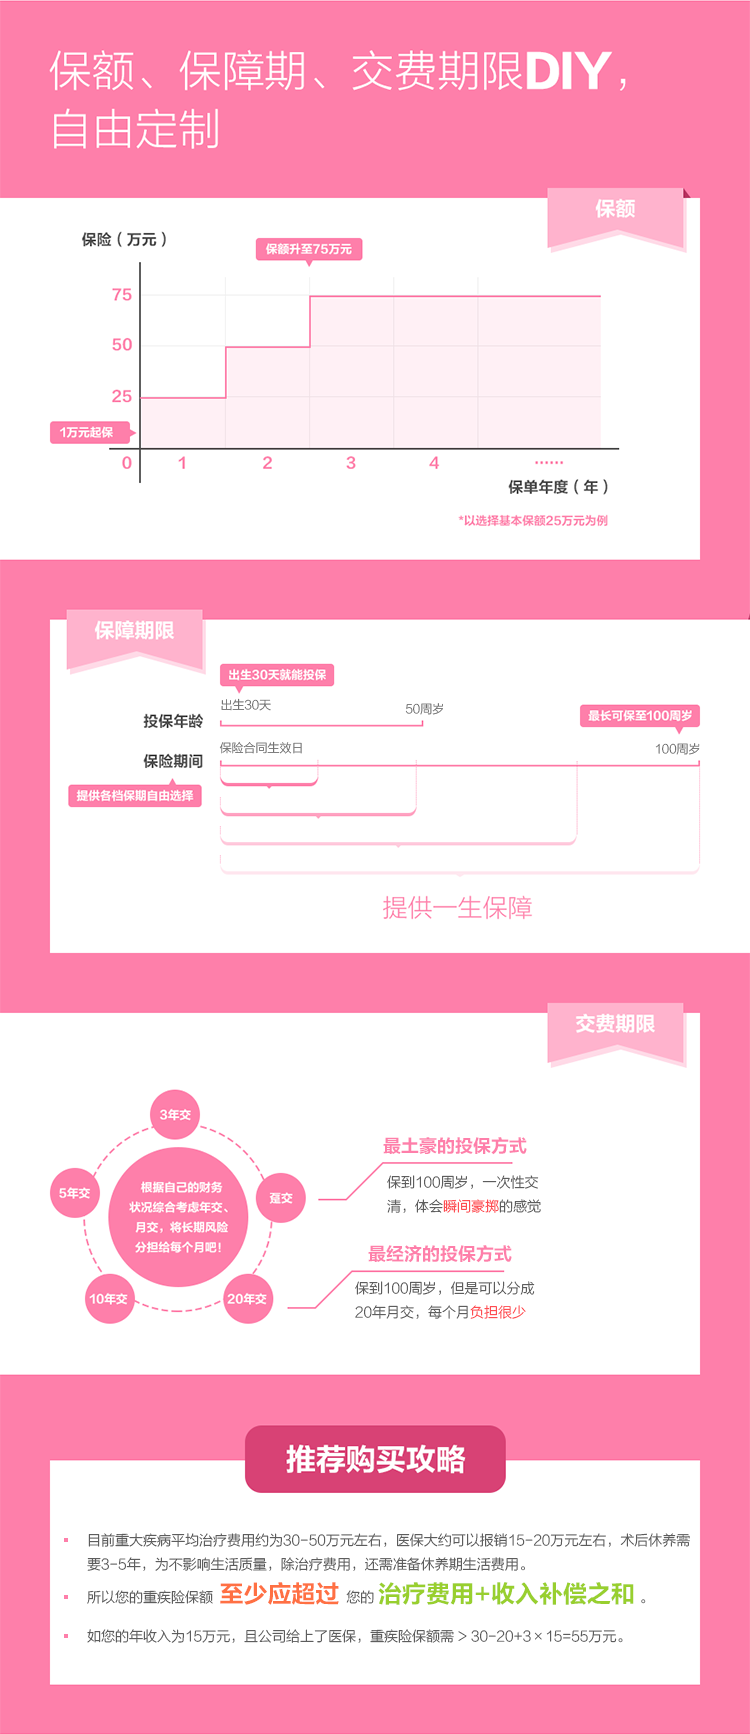 保额、保障期、交费期限DIY，
自由定制
保额
保险（万元）
保额升至75万元
75
50
25
1万元起保
0 1 2 3 4 ……
保单年度（年）
*以选择基本保额25万元为例
保障期限
出生30天就能投保
出生30天
50周岁
投保年龄
最长可保至100周岁
保险合同生效日
100周岁
保险期间
提供各档保期自由选择
提供一生保障
交费期限
3年交
5年交
趸交
10年交
20年交
根据自己的财务
状况综合考虑年交、
月交，将长期风险
分担给每个月吧！
最土豪的投保方式
保到100周岁，一次性交
清，体会瞬间豪掷的感觉
最经济的投保方式
保到100周岁，但是可以分成
20年月交，每个月负担很少
推荐购买攻略
目前重大疾病平均治疗费用约为30-50万元左右，医保大约可以报销15-20万元左右，术后休养需
要3-5年，为不影响生活质量，除治疗费用，还需准备休养期生活费用。
所以您的重疾险保额 至少应超过 您的 治疗费用+收入补偿之和 。
如您的年收入为15万元，且公司给上了医保，重疾险保额需 > 30-20+3×15=55万元。